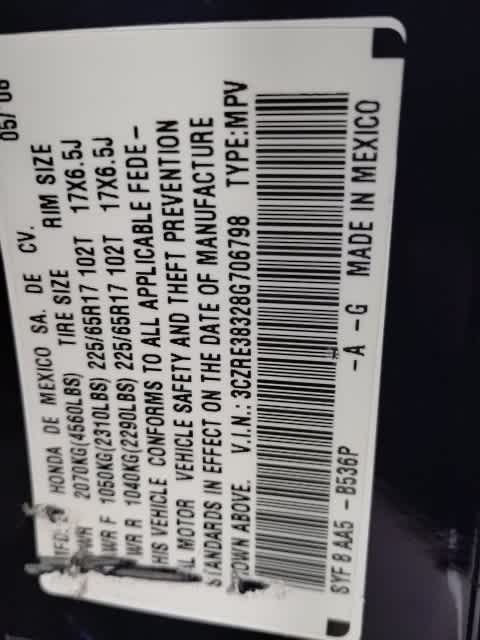 05/08
MFD. BY HONDA DE MEXICO SA. DE CV.
TIRE SIZE RIM SIZE
WR 2070KG(4560LBS)
WR F 1050KG(2310LBS) 225/65R17 102T 17X6.5J
WR R 1040KG(2290LBS) 225/65R17 102T 17X6.5J
HIS VEHICLE CONFORMS TO ALL APPLICABLE FEDE-
L MOTOR VEHICLE SAFETY AND THEFT PREVENTION
STANDARDS IN EFFECT ON THE DATE OF MANUFACTURE
OWN ABOVE. V.I.N.: 3CZRE38328G706798 TYPE:MPV
SYF B AA5 -B536P -A -G MADE IN MEXICO